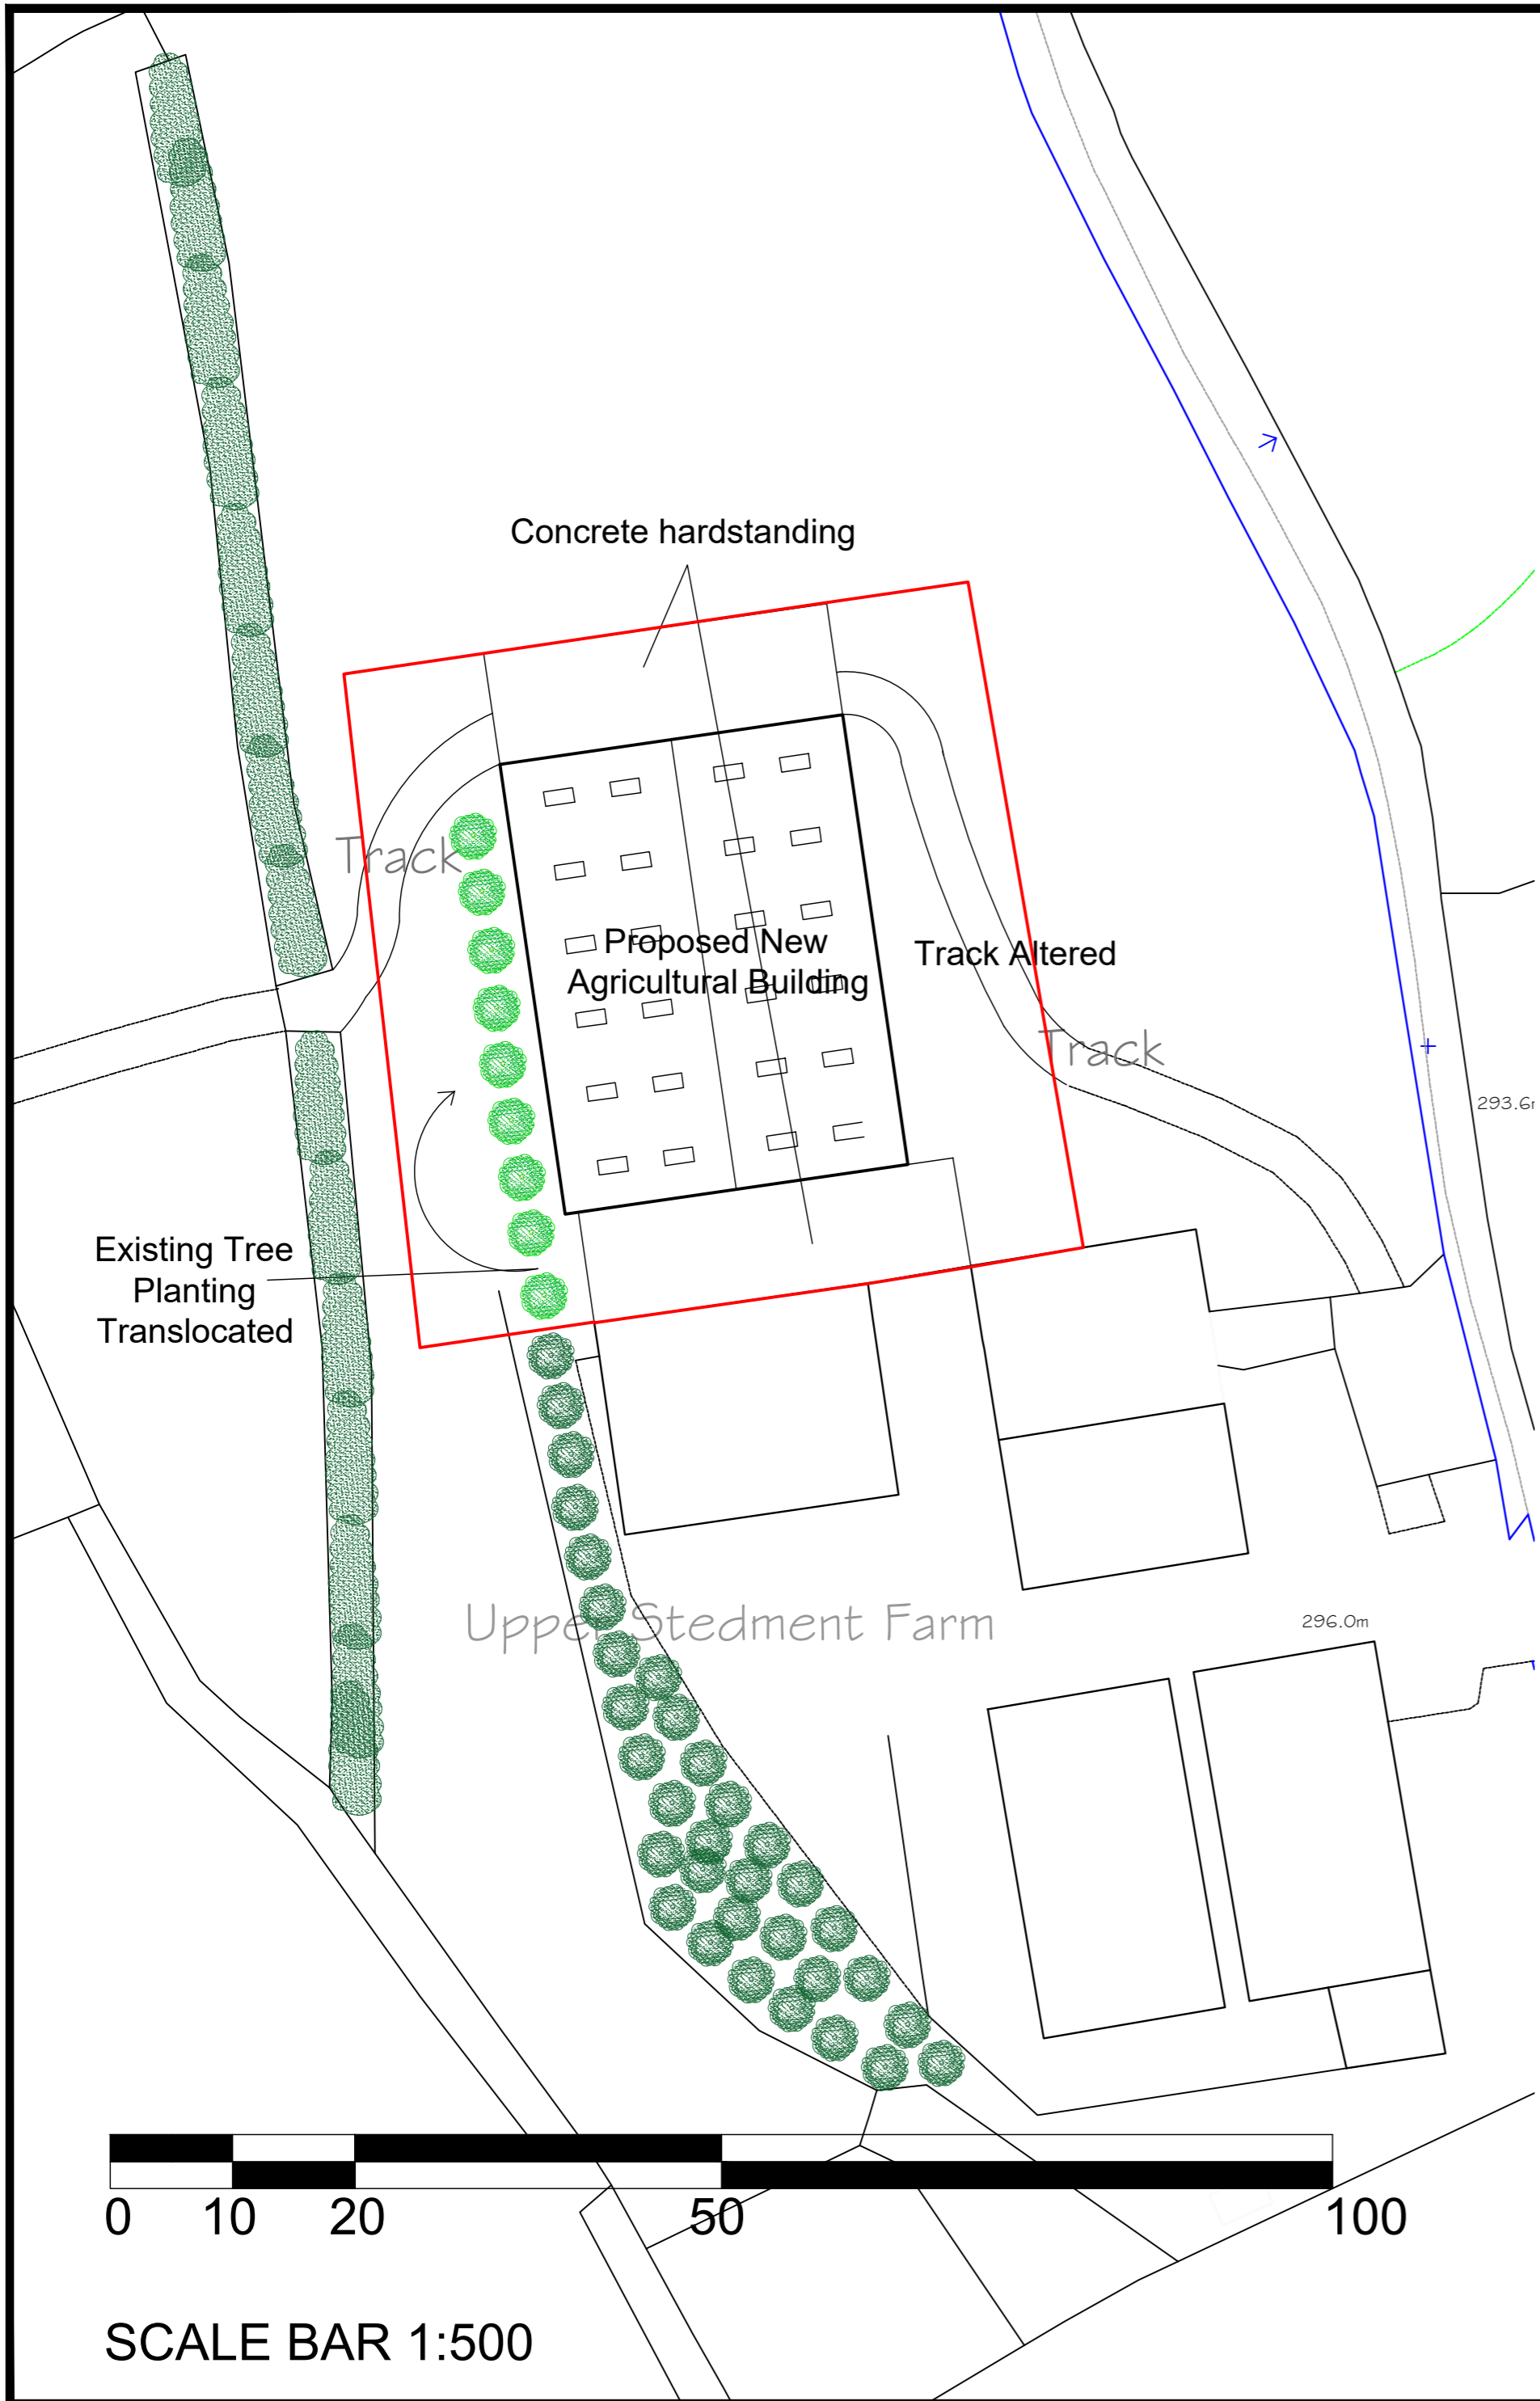 Concrete hardstanding
Track
Proposed New
Agricultural Building
Track Altered
Track
293.6
Existing Tree
Planting
Translocated
Upper Stedment Farm
296.0m
0 10 20 50 100
SCALE BAR 1:500